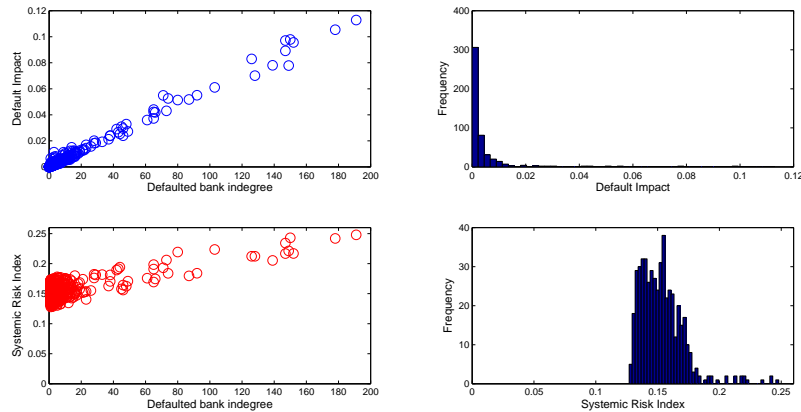 0.12
0.1
0.08
0.06
0.04
0.02
0
Default Impact
0 20 40 60 80 100 120 140 160 180 200
Defaulted bank indegree
400
300
200
100
0
Frequency
0 0.02 0.04 0.06 0.08 0.1 0.12
Default Impact
0.25
0.2
0.15
0.1
0.05
0
Systemic Risk Index
0 20 40 60 80 100 120 140 160 180 200
Defaulted bank indegree
40
30
20
10
0
Frequency
0 0.05 0.1 0.15 0.2 0.25
Systemic Risk Index